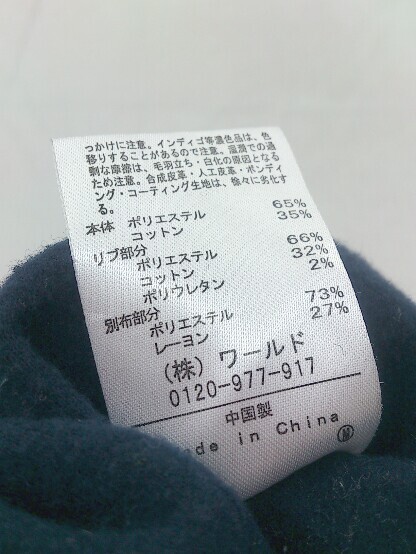 っかけに注意。インディゴ等濃色品は、色
移りすることがあるので注意。湿潤での過
剰な摩擦は、毛羽立ち・白化の原因となる
ため注意。合成皮革・人工皮革・ボンディ
ング・コーティング生地は、徐々に劣化す
る。
本体 ポリエステル 65%
コットン 35%
リブ部分
ポリエステル 66%
コットン 32%
ポリウレタン 2%
別布部分
ポリエステル 73%
レーヨン 27%
(株) ワールド
0120-977-917
中国製
ade in China
M